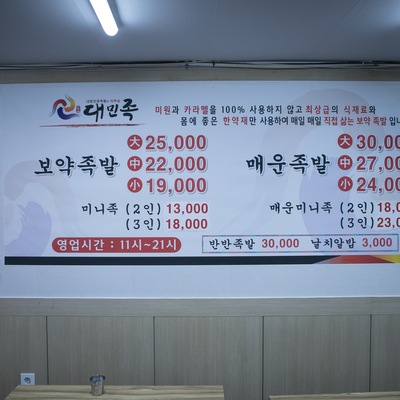 대민족
미원과 카라멜을 100% 사용하지 않고 최상급의 식재료와
몸에 좋은 한약재만 사용하여 매일 매일 직접 삶는 보약 족발 입니
보약족발
大 25,000
中 22,000
小 19,000
미니족 (2인) 13,000
(3인) 18,000
영업시간 : 11시~21시
매운족발
大 30,00
中 27,00
小 24,00
매운미니족 (2인) 18,0
(3인) 23,0
반반족발 30,000 날치알밥 3,000